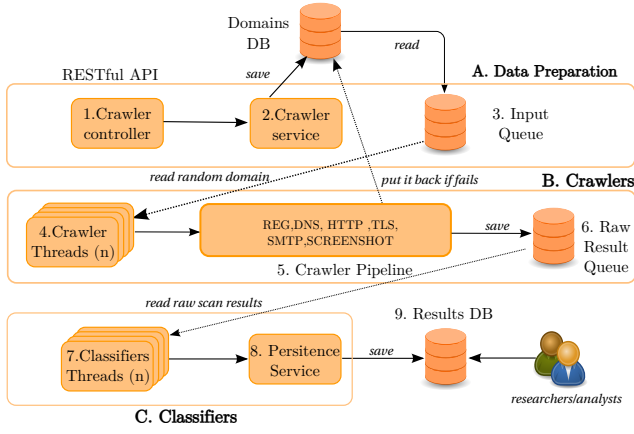 Domains
DB
read
RESTful API
save
A. Data Preparation
1.Crawler
controller
2.Crawler
service
3. Input
Queue
read random domain
put it back if fails
B. Crawlers
4.Crawler
Threads (n)
REG,DNS, HTTP ,TLS,
SMTP,SCREENSHOT
save
6. Raw
Result
Queue
5. Crawler Pipeline
read raw scan results
9. Results DB
7.Classifiers
Threads (n)
8. Persitence
Service
save
researchers/analysts
C. Classifiers